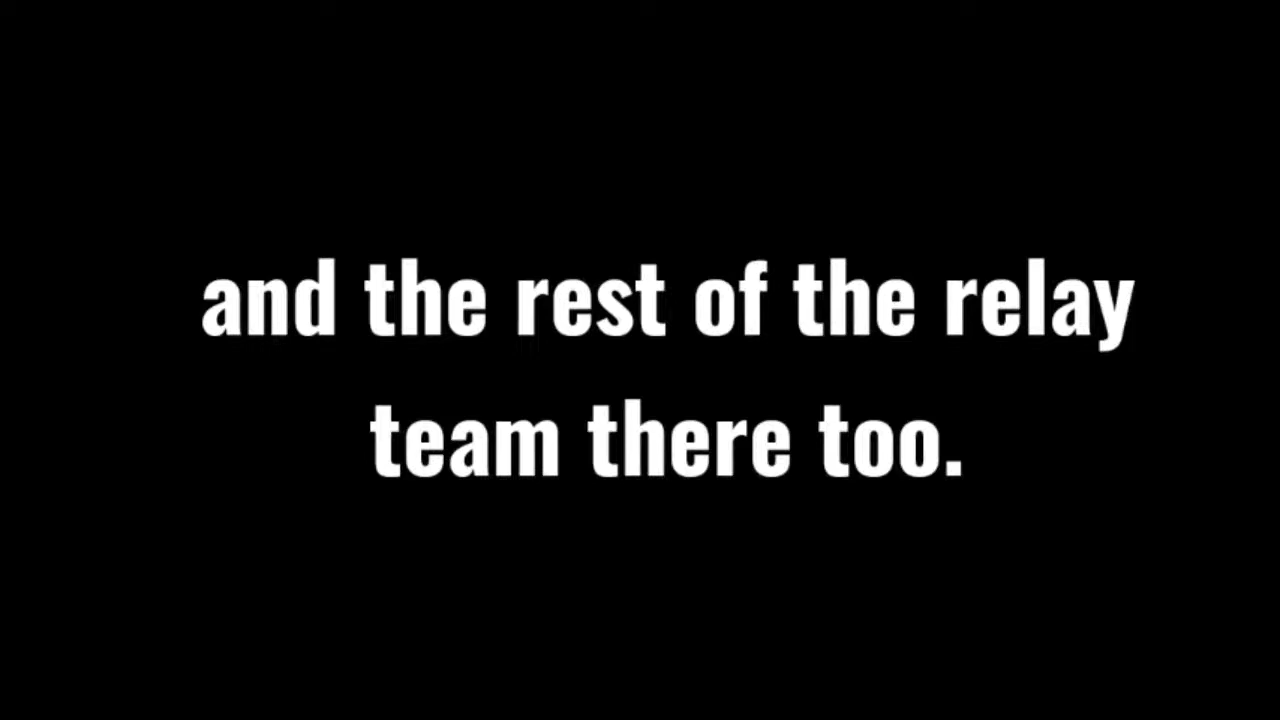 and the rest of the relay
team there too.